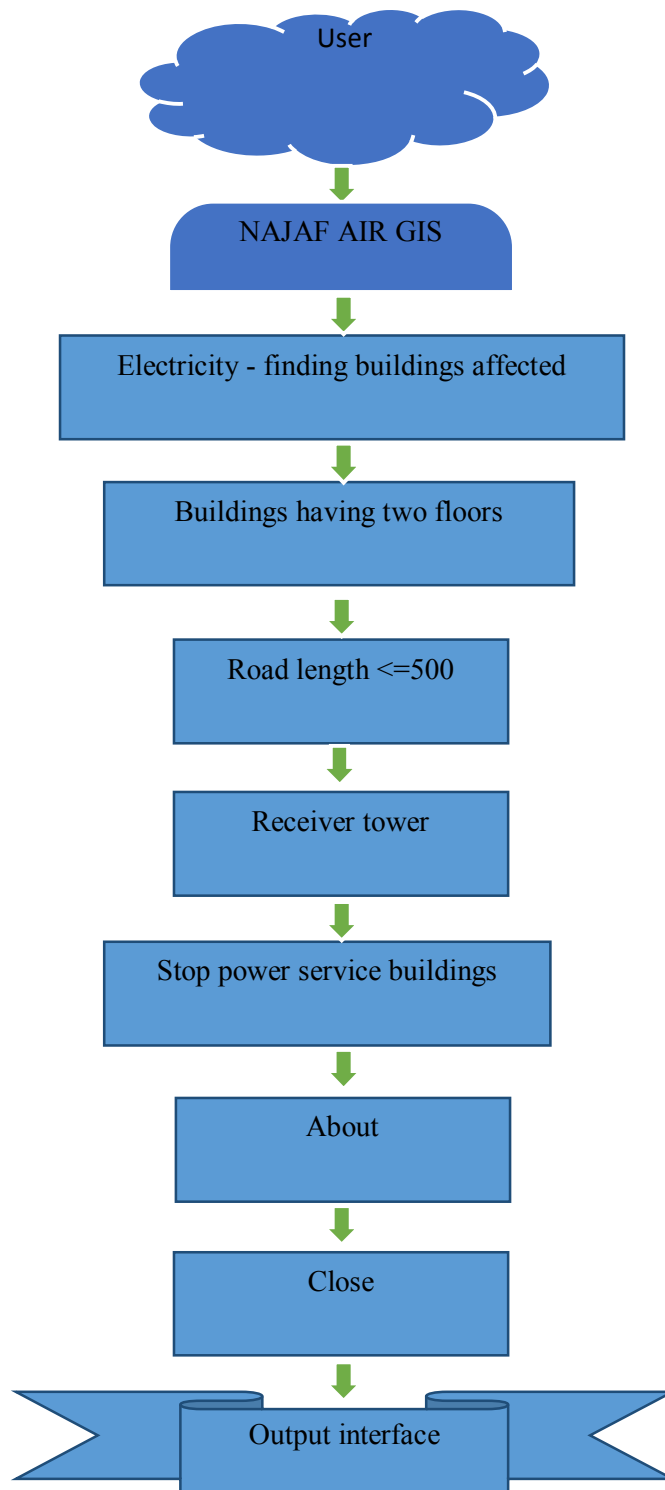 User
NAJAF AIR GIS
Electricity - finding buildings affected
Buildings having two floors
Road length <=500
Receiver tower
Stop power service buildings
About
Close
Output interface